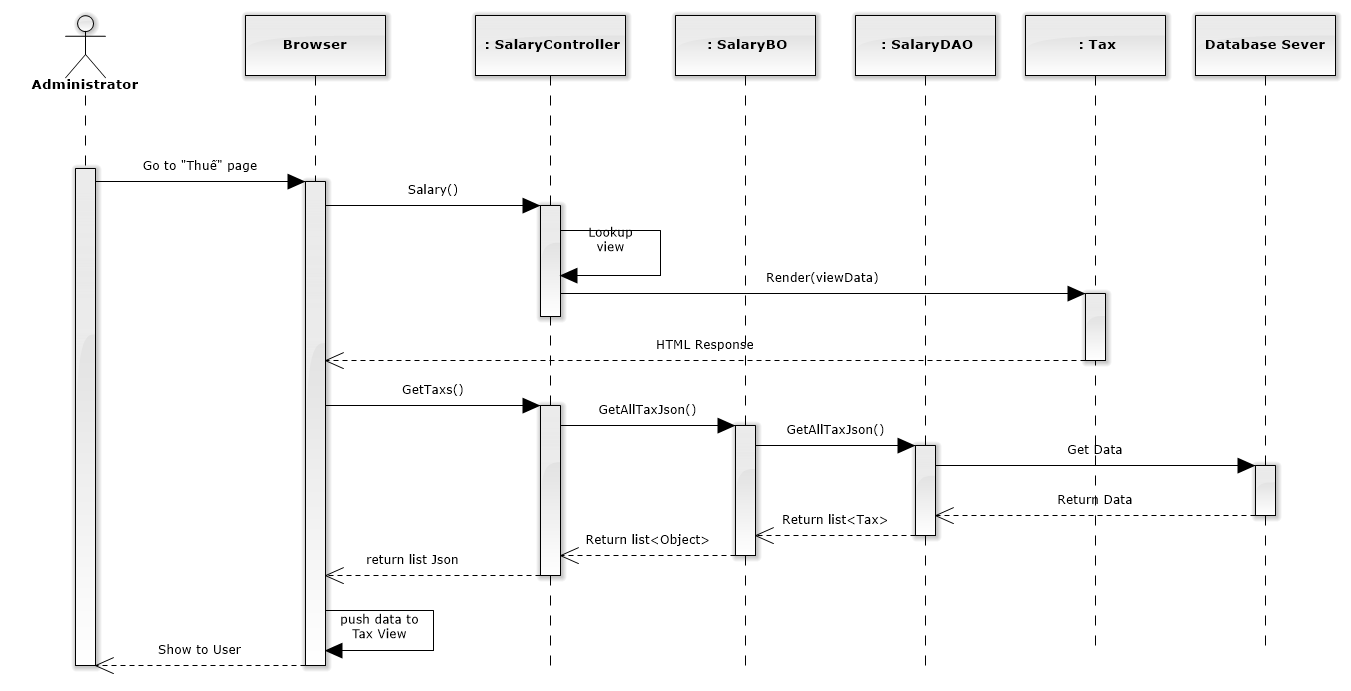 Administrator
Browser
: SalaryController
: SalaryBO
: SalaryDAO
: Tax
Database Sever
Go to "Thuế" page
Salary()
Lookup
view
Render(viewData)
HTML Response
GetTaxs()
GetAllTaxJson()
GetAllTaxJson()
Get Data
Return Data
Return list<Tax>
Return list<Object>
return list Json
push data to
Tax View
Show to User